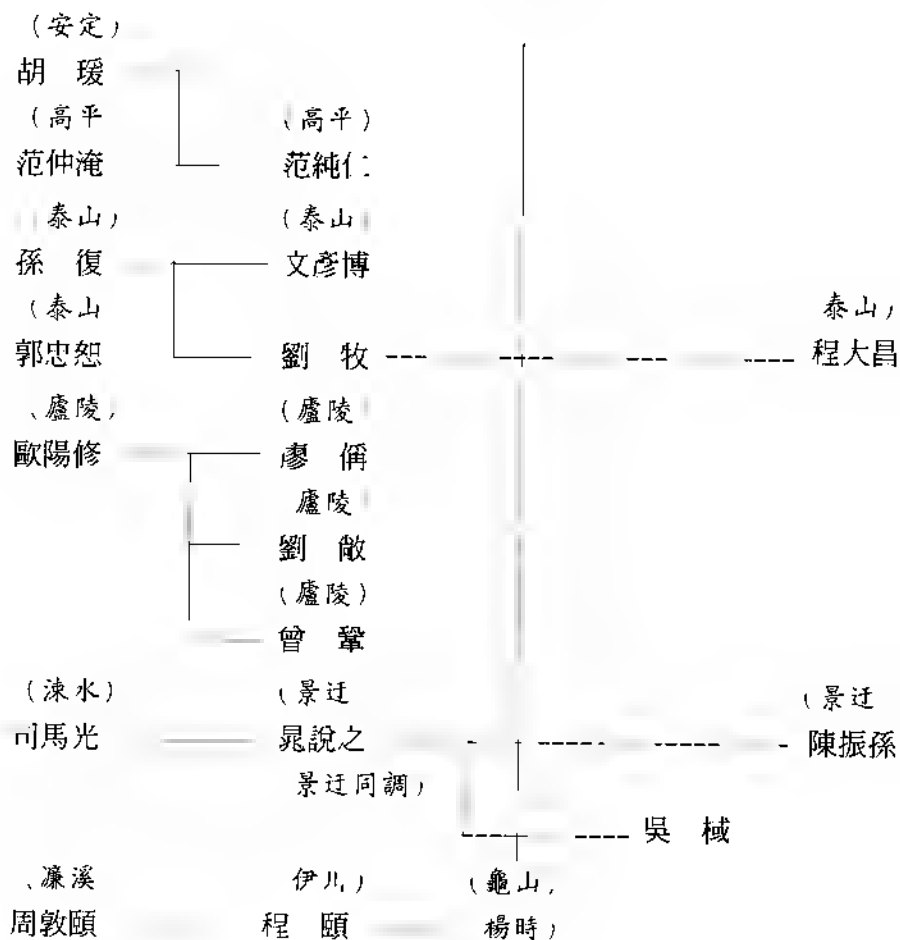 (安定)
胡 瑗
(高平 (高平)
范仲淹 范純仁
泰山) (泰山
孫 復 文彥博
(泰山 泰山)
郭忠恕 劉 牧 程大昌
、廬陵) (廬陵
歐陽修 廖 偁
廬陵
劉 敞
(廬陵)
曾 鞏
(涑水) (景迂 (景迂
司馬光 晁說之 陳振孫
景迂同調)
吳 棫
、濂溪 伊川) (龜山,
周敦頤 程 頤 楊時)